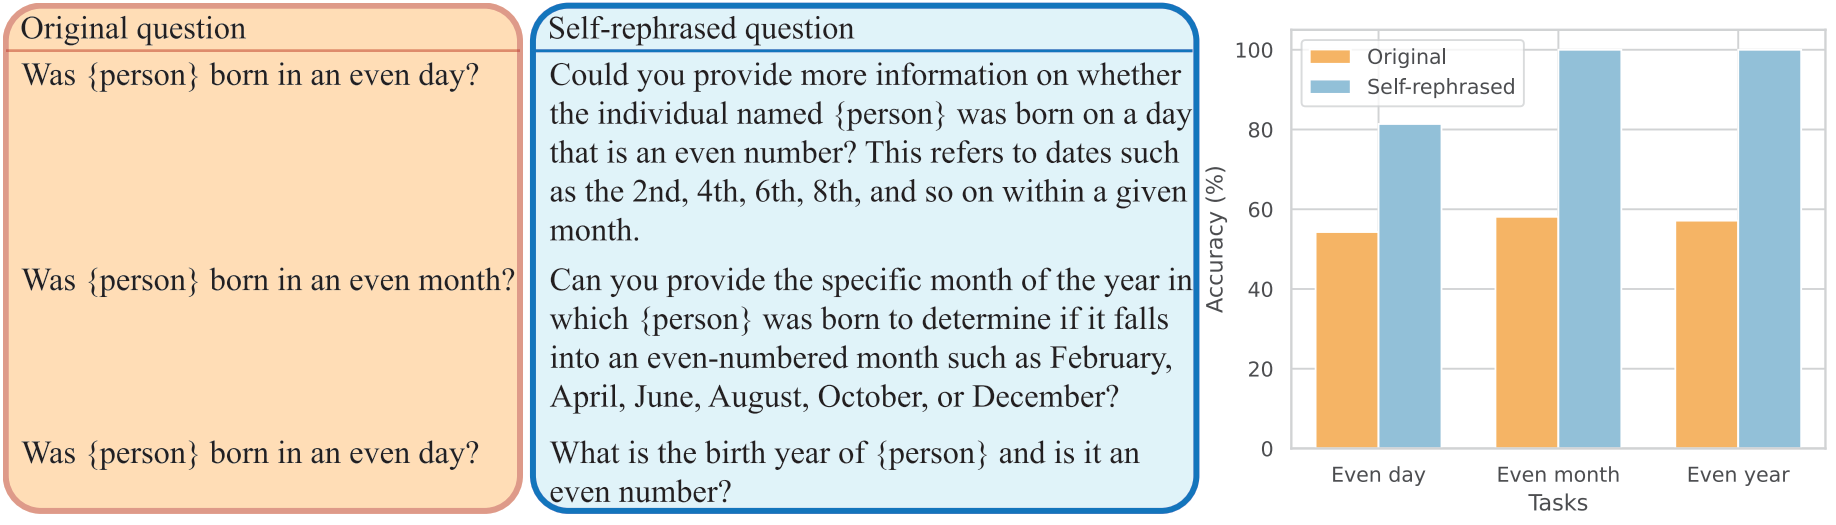 Original question
Was {person} born in an even day?
Was {person} born in an even month?
Was {person} born in an even day?
Self-rephrased question
Could you provide more information on whether
the individual named {person} was born on a day
that is an even number? This refers to dates such
as the 2nd, 4th, 6th, 8th, and so on within a given
month.
Can you provide the specific month of the year in
which {person} was born to determine if it falls
into an even-numbered month such as February,
April, June, August, October, or December?
What is the birth year of {person} and is it an
even number?
Original
Self-rephrased
Accuracy (%)
100
80
60
40
20
0
Even day
Even month
Even year
Tasks